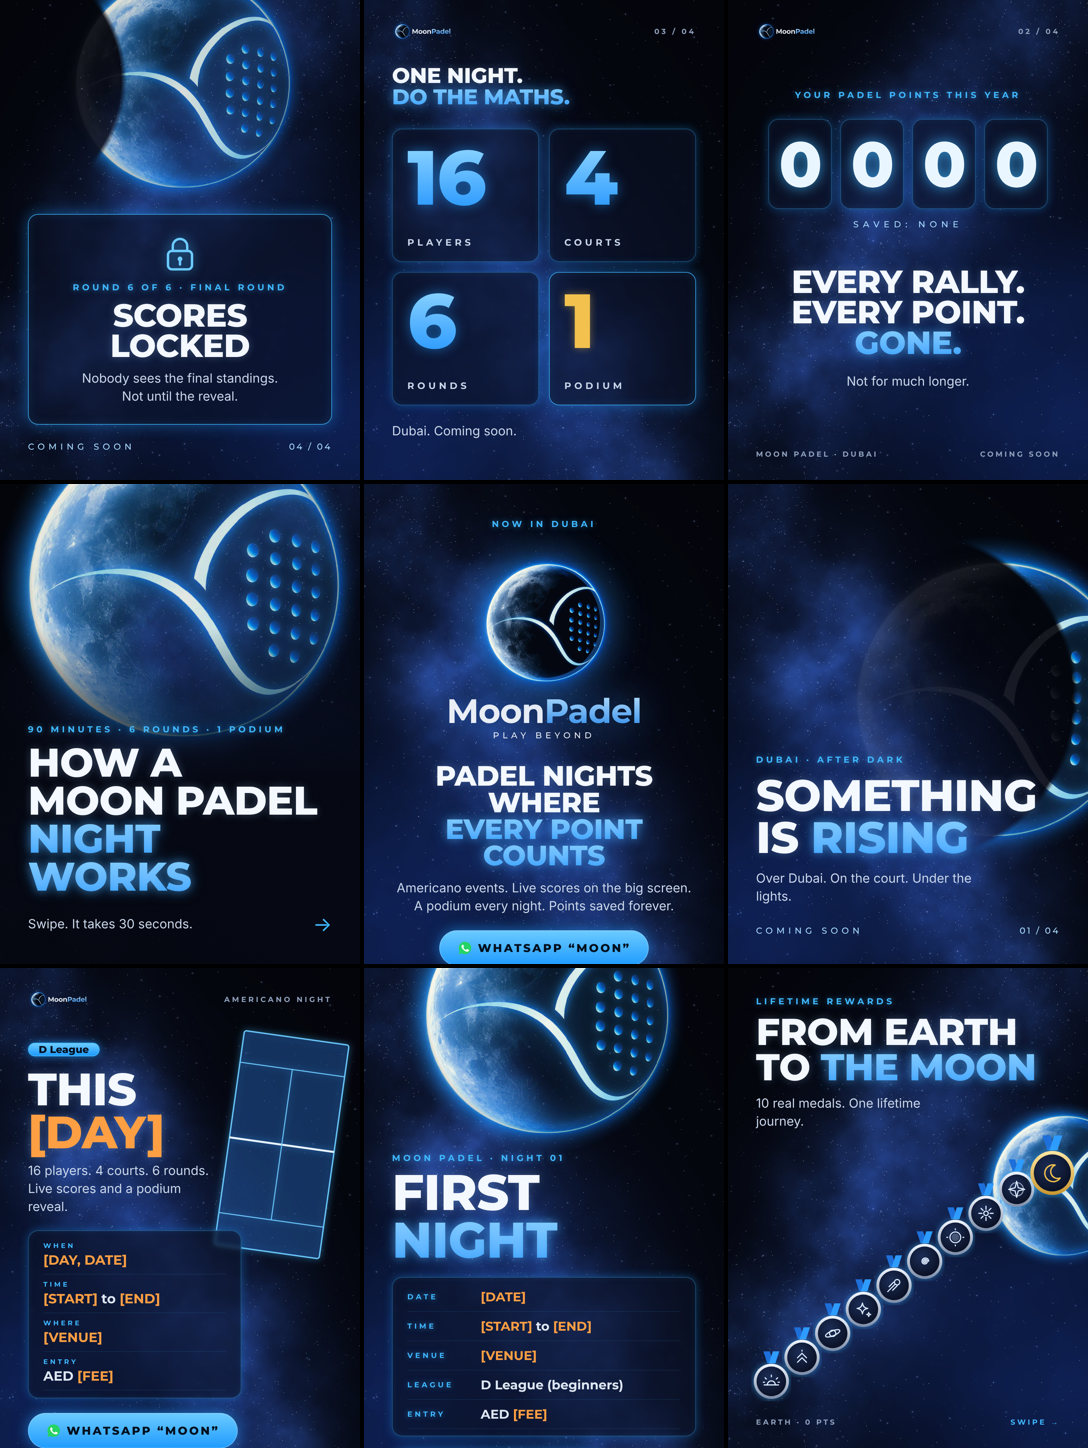 ROUND 6 OF 6 · FINAL ROUND
SCORES
LOCKED
Nobody sees the final standings.
Not until the reveal.
COMING SOON
04 / 04
MoonPadel
03 / 04
ONE NIGHT.
DO THE MATHS.
16
PLAYERS
4
COURTS
6
ROUNDS
1
PODIUM
Dubai. Coming soon.
MoonPadel
02 / 04
YOUR PADEL POINTS THIS YEAR
0 0 0 0
SAVED: NONE
EVERY RALLY.
EVERY POINT.
GONE.
Not for much longer.
MOON PADEL · DUBAI
COMING SOON
90 MINUTES · 6 ROUNDS · 1 PODIUM
HOW A
MOON PADEL
NIGHT
WORKS
Swipe. It takes 30 seconds.
→
NOW IN DUBAI
MoonPadel
PLAY BEYOND
PADEL NIGHTS
WHERE
EVERY POINT
COUNTS
Americano events. Live scores on the big screen.
A podium every night. Points saved forever.
WHATSAPP “MOON”
DUBAI · AFTER DARK
SOMETHING
IS RISING
Over Dubai. On the court. Under the
lights.
COMING SOON
01 / 04
MoonPadel
AMERICANO NIGHT
D League
THIS
[DAY]
16 players. 4 courts. 6 rounds.
Live scores and a podium
reveal.
WHEN
[DAY, DATE]
TIME
[START] to [END]
WHERE
[VENUE]
ENTRY
AED [FEE]
WHATSAPP “MOON”
MOON PADEL · NIGHT 01
FIRST
NIGHT
DATE [DATE]
TIME [START] to [END]
VENUE [VENUE]
LEAGUE D League (beginners)
ENTRY AED [FEE]
LIFETIME REWARDS
FROM EARTH
TO THE MOON
10 real medals. One lifetime
journey.
EARTH · 0 PTS
SWIPE →